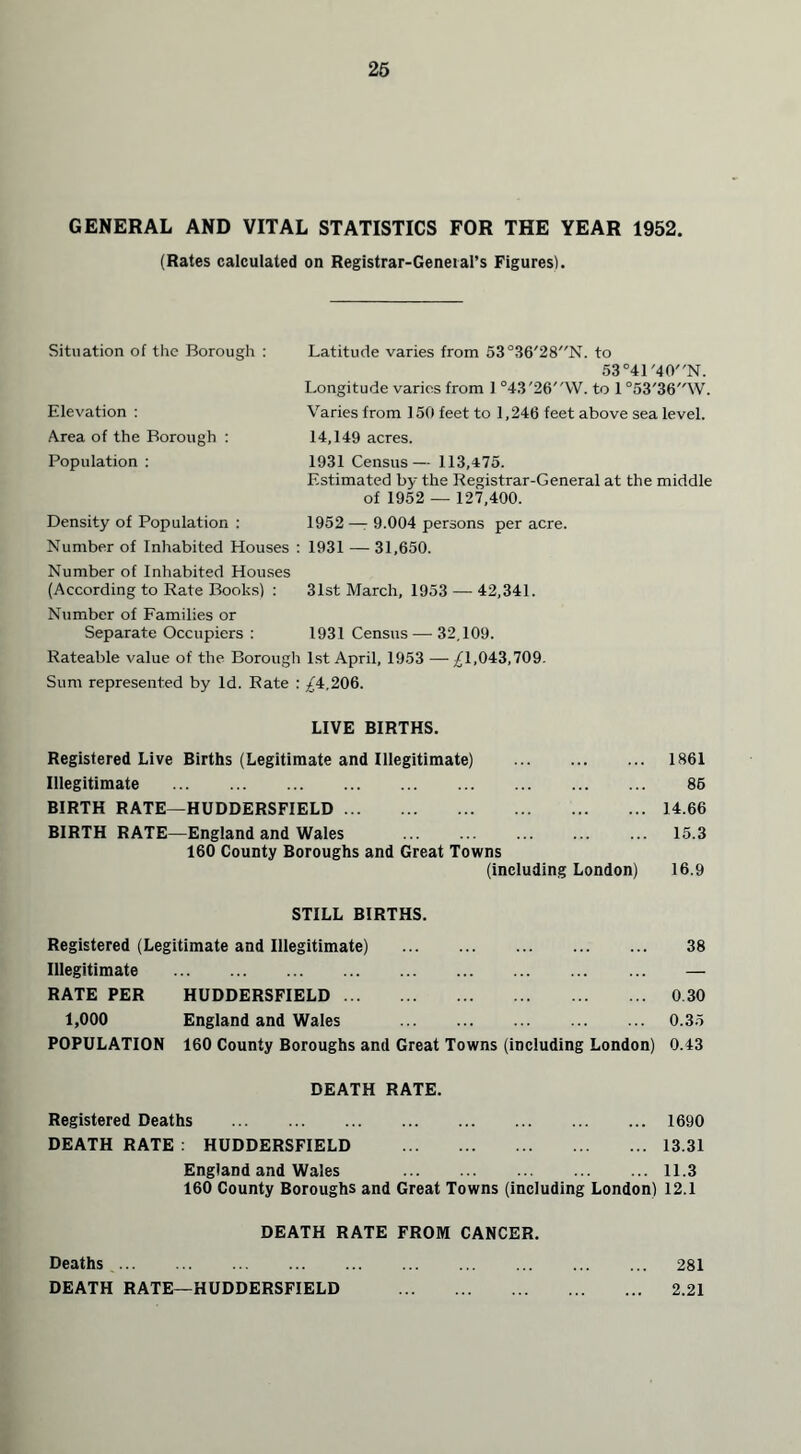 25
GENERAL AND VITAL STATISTICS FOR THE YEAR 1952.
(Rates calculated on Registrar-General's Figures).
Situation of the Borough : Latitude varies from 53°36′28″N. to
53°41′40″N.
Longitude varies from 1°43′26″W. to 1°53′36″W.
Elevation : Varies from 150 feet to 1,246 feet above sea level.
Area of the Borough : 14,149 acres.
Population : 1931 Census — 113,475.
Estimated by the Registrar-General at the middle
of 1952 — 127,400.
Density of Population : 1952 — 9.004 persons per acre.
Number of Inhabited Houses : 1931 — 31,650.
Number of Inhabited Houses
(According to Rate Books) : 31st March, 1953 — 42,341.
Number of Families or
Separate Occupiers : 1931 Census — 32,109.
Rateable value of the Borough 1st April, 1953 — £1,043,709.
Sum represented by 1d. Rate : £4,206.
LIVE BIRTHS.
Registered Live Births (Legitimate and Illegitimate) ... ... ... 1861
Illegitimate ... ... ... ... ... ... ... ... ... 85
BIRTH RATE—HUDDERSFIELD ... ... ... ... ... ... 14.66
BIRTH RATE—England and Wales ... ... ... ... ... 15.3
160 County Boroughs and Great Towns
(including London) 16.9
STILL BIRTHS.
Registered (Legitimate and Illegitimate) ... ... ... ... ... 38
Illegitimate ... ... ... ... ... ... ... ... ... —
RATE PER HUDDERSFIELD ... ... ... ... ... ... 0.30
1,000 England and Wales ... ... ... ... ... 0.35
POPULATION 160 County Boroughs and Great Towns (including London) 0.43
DEATH RATE.
Registered Deaths ... ... ... ... ... ... ... ... 1690
DEATH RATE : HUDDERSFIELD ... ... ... ... ... 13.31
England and Wales ... ... ... ... ... 11.3
160 County Boroughs and Great Towns (including London) 12.1
DEATH RATE FROM CANCER.
Deaths ... ... ... ... ... ... ... ... ... ... 281
DEATH RATE—HUDDERSFIELD ... ... ... ... ... 2.21